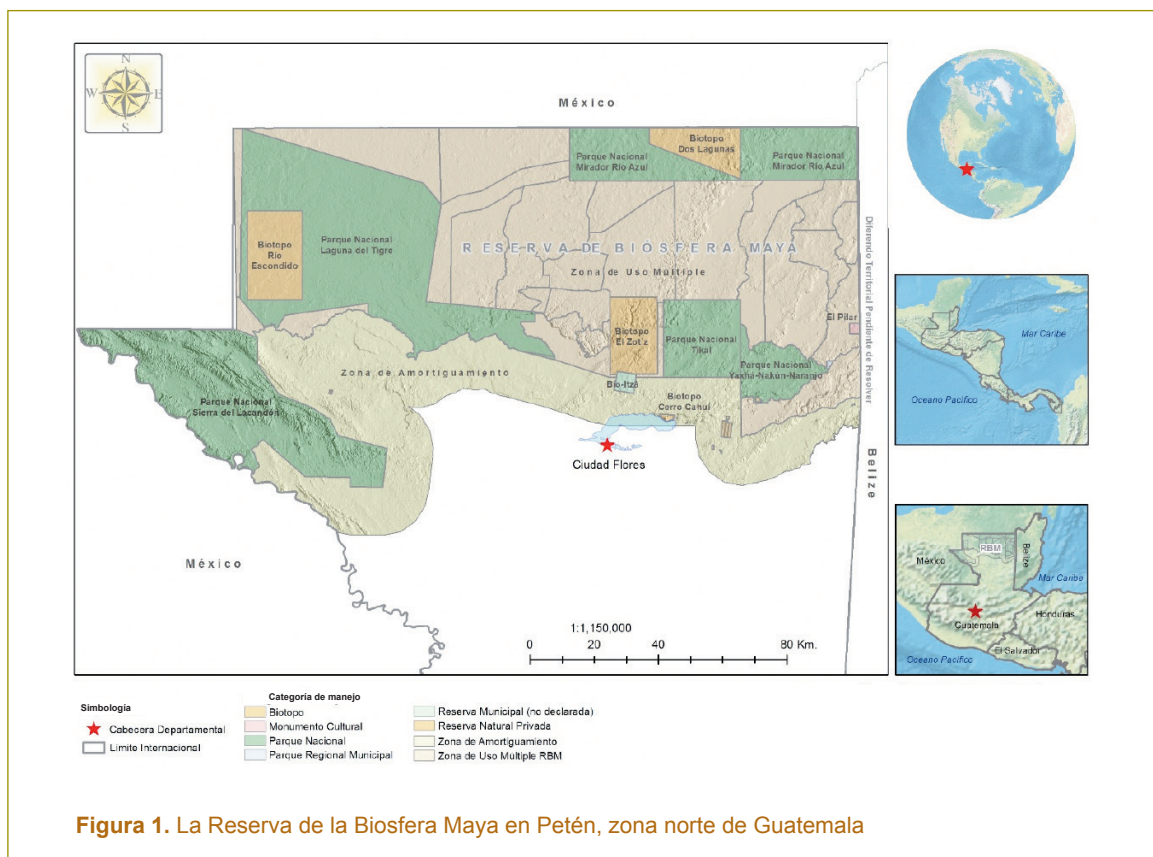 N
W E
S
México
Parque Nacional
Mirador Río Azul
Biotopo
Dos Lagunas
Parque Nacional
Mirador Río Azul
Biotopo
Río
Escondido
Parque Nacional
Laguna del Tigre
RESERVA DE BIÓSFERA MAYA
Zona de Uso Múltiple
Diferendo Territorial Pendiente de Resolver
El Pilar
Biotopo
El Zotz
Parque Nacional
Tikal
Parque Nacional
Yaxhá-Nakún-Naranjo
Bio-Itzá
Zona de Amortiguamiento
Biotopo
Cerro Cahuí
Parque Nacional
Sierra del Lacandón
Ciudad Flores
Belize
México
1:1,150,000
0 20 40 80 Km.
Mar Caribe
Oceano Pacifico
RBM
México
Belize
Mar Caribe
Guatemala
Honduras
El Salvador
Oceano Pacifico
Simbología
Cabecera Departamental
Limite Internacional
Categoría de manejo
Biotopo
Monumento Cultural
Parque Nacional
Parque Regional Municipal
Reserva Municipal (no declarada)
Reserva Natural Privada
Zona de Amortiguamiento
Zona de Uso Múltiple RBM
Figura 1. La Reserva de la Biosfera Maya en Petén, zona norte de Guatemala